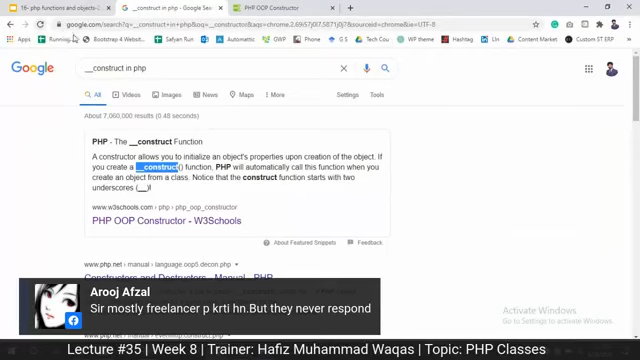 16- php functions and objects-2
__construct in php - Google Sea
PHP OOP Constructor
google.com/search?q=__construct+in+php&oq=__construct&aqs=chrome.2.69i57j0l7.5871j0j7&sourceid=chrome&ie=UTF-8
Apps
Running
Bootstrap 4 Websit...
Safyan Run
Automattic
GWP
Photo
Tech Cou
WP theme
Hashtag
Link
Content Market
Custom ST ERP
Google
__construct in php
All
Videos
Images
News
Maps
More
Settings
Tools
About 7,060,000 results (0.48 seconds)
PHP - The __construct Function
A constructor allows you to initialize an object's properties upon creation of the object. If
you create a __construct() function, PHP will automatically call this function when you
create an object from a class. Notice that the construct function starts with two
underscores (__)!
www.w3schools.com › php › php_oop_constructor
PHP OOP Constructor - W3Schools
About Featured Snippets
Feedback
www.php.net › manual › language.oop5.decon.php
Constructors and Destructors - Manual - PHP
Arooj Afzal
Sir mostly freelancer p krti hn.But they never respond
Activate Windows
Go to Settings to activate Windows.
Lecture #35 | Week 8 | Trainer: Hafiz Muhammad Waqas | Topic: PHP Classes